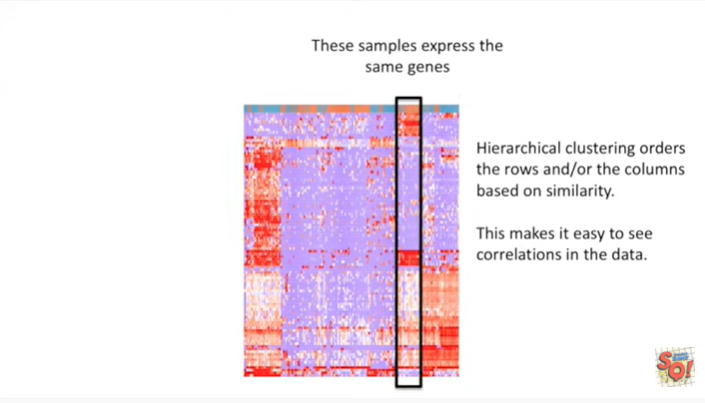 These samples express the
same genes
Hierarchical clustering orders
the rows and/or the columns
based on similarity.
This makes it easy to see
correlations in the data.
SQ!